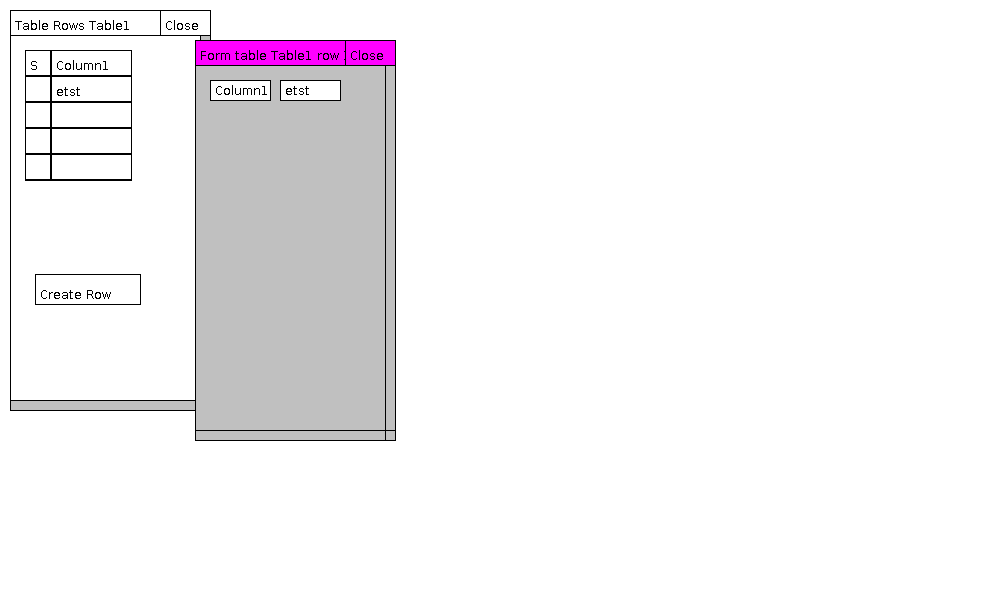 Table Rows Table1 Close
S Column1
etst
Create Row
Form table Table1 row Close
Column1 etst